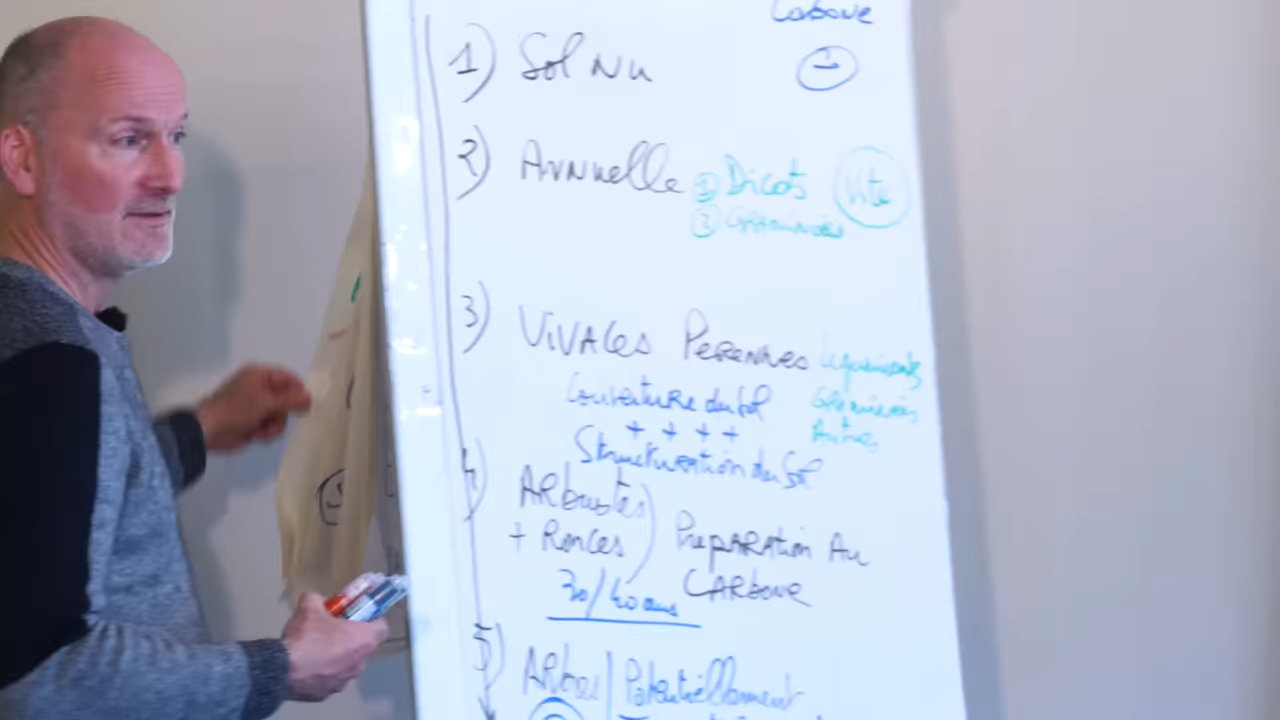 Carbone
1) Sol Nu
2) Annuelle ① Dicots Vite
② GRAMINÉES
3) VIVACES PERENNES Légumineuses
Couverture du Sol GRAMINÉES
+ + + + Autres
Structuration du Sol
4) ARbustes
+ Ronces PrepARAtion Au
30/40 ans CARbone
5) ARbres Potentiellement